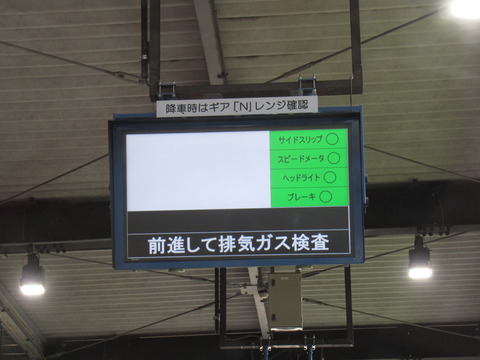 降車時はギア「N」レンジ確認
サイドスリップ○
スピードメータ○
ヘッドライト○
ブレーキ○
前進して排気ガス検査